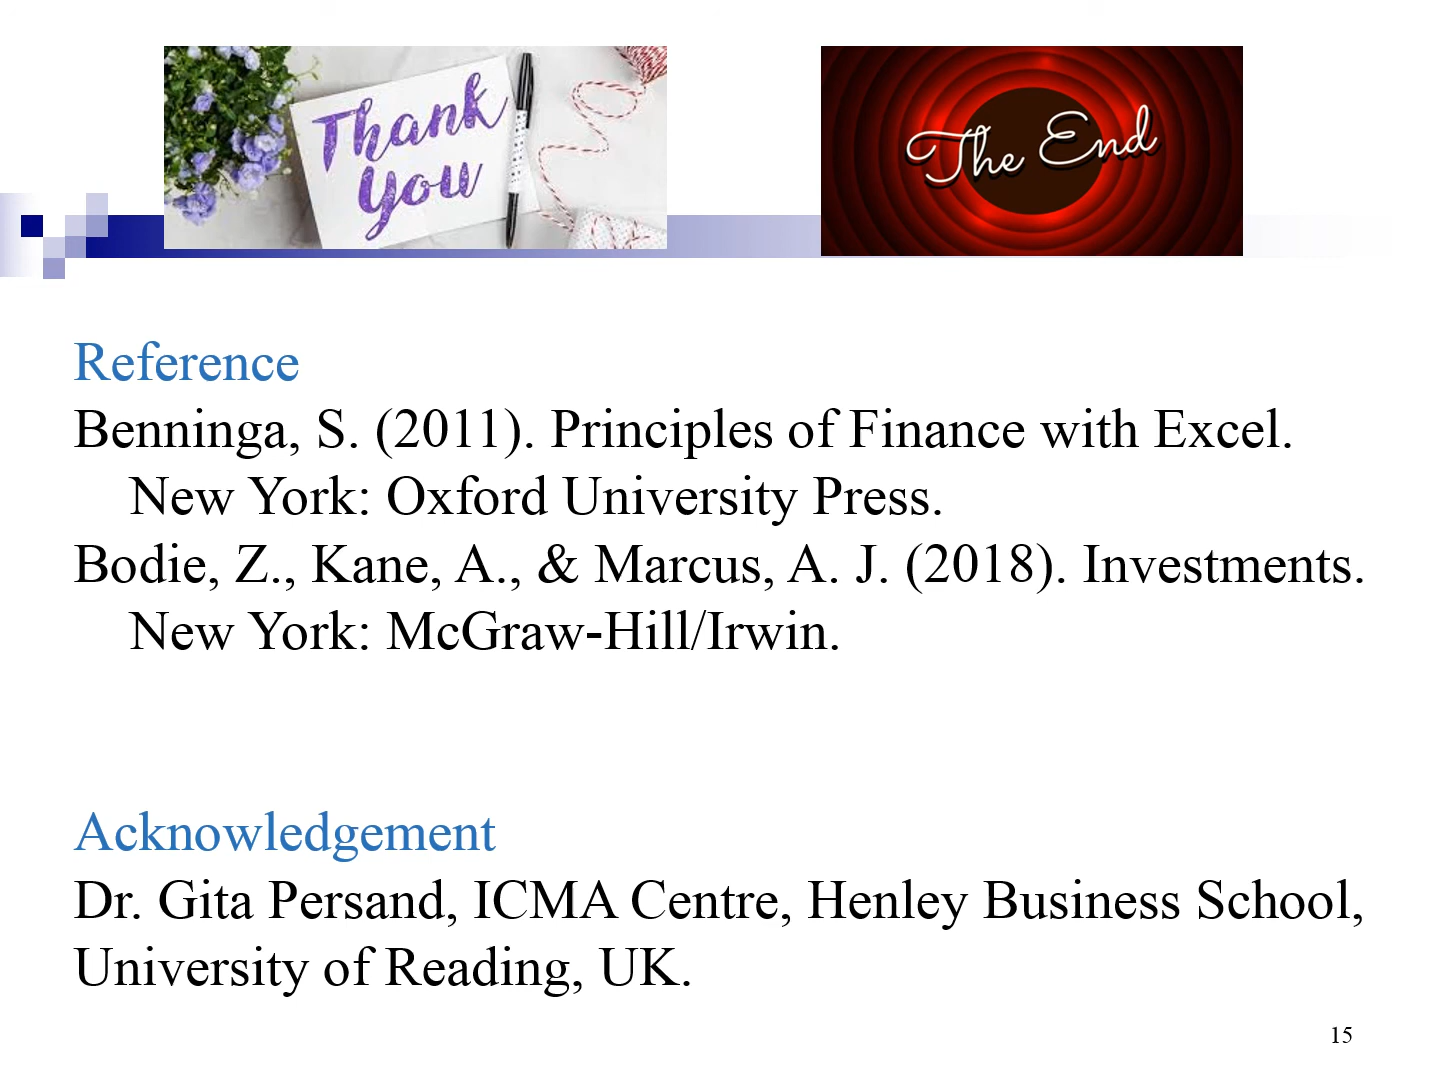 Thank
You
The End
Reference
Benninga, S. (2011). Principles of Finance with Excel.
New York: Oxford University Press.
Bodie, Z., Kane, A., & Marcus, A. J. (2018). Investments.
New York: McGraw-Hill/Irwin.
Acknowledgement
Dr. Gita Persand, ICMA Centre, Henley Business School,
University of Reading, UK.
15